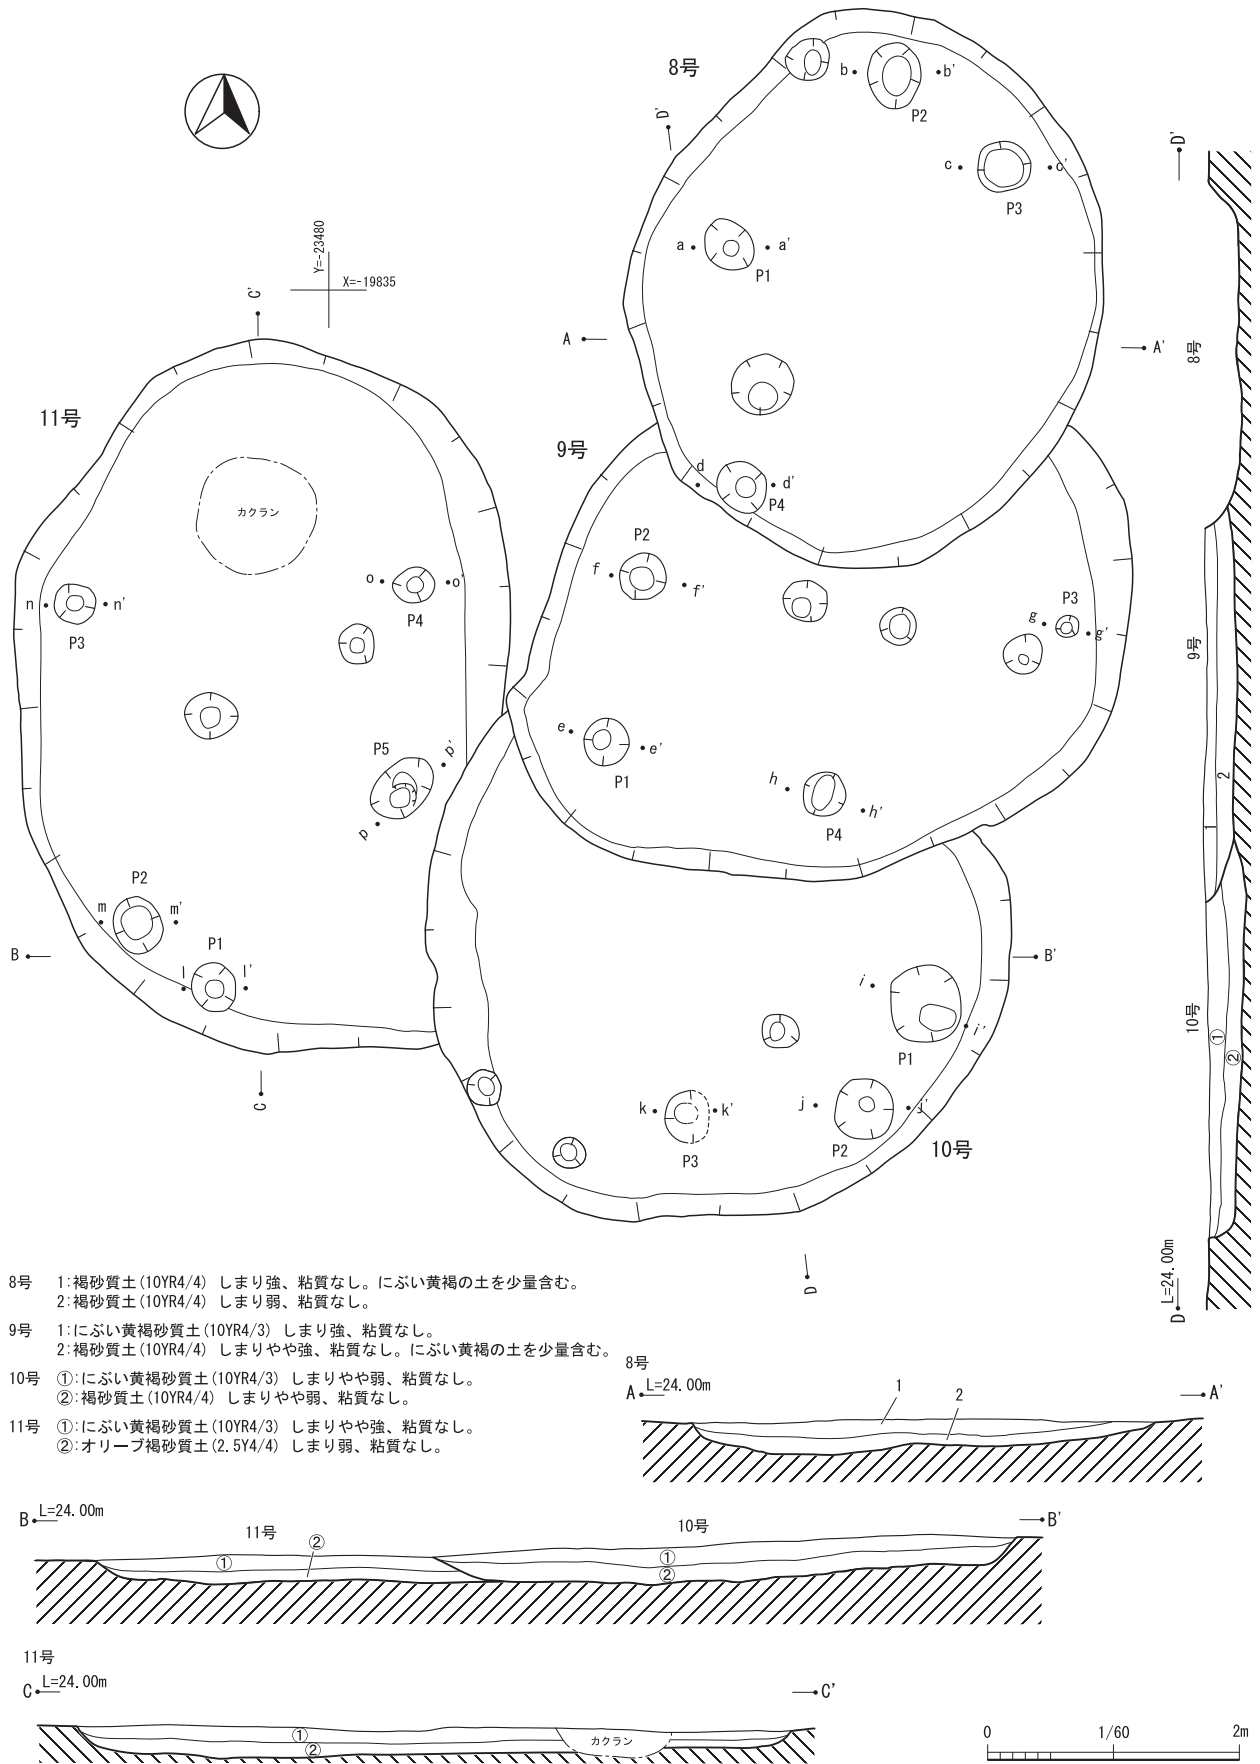 8号
D'
b
b'
P2
c
c'
P3
D'
a
a'
P1
Y=-23480
X=-19835
C'
A
A'
8号
11号
9号
カクラン
d
d'
P4
P2
f
f'
o
o'
P4
n
n'
P3
P3
g
g'
9号
e
e'
P1
P5
p'
p
h
h'
P4
2
1
P2
m
m'
P1
l
l'
B
B'
i
i'
P1
10号
①
②
C
k
k'
P3
j
j'
P2
10号
D
L=24.00m
D
8号 1:褐砂質土(10YR4/4) しまり強、粘質なし。にぶい黄褐の土を少量含む。
2:褐砂質土(10YR4/4) しまり弱、粘質なし。
9号 1:にぶい黄褐砂質土(10YR4/3) しまり強、粘質なし。
2:褐砂質土(10YR4/4) しまりやや強、粘質なし。にぶい黄褐の土を少量含む。
10号 ①:にぶい黄褐砂質土(10YR4/3) しまりやや弱、粘質なし。
②:褐砂質土(10YR4/4) しまりやや弱、粘質なし。
11号 ①:にぶい黄褐砂質土(10YR4/3) しまりやや強、粘質なし。
②:オリーブ褐砂質土(2.5Y4/4) しまり弱、粘質なし。
8号
A L=24.00m
A'
1
2
B L=24.00m
B'
11号
10号
①
②
①
②
11号
C L=24.00m
C'
①
②
カクラン
0 1/60 2m